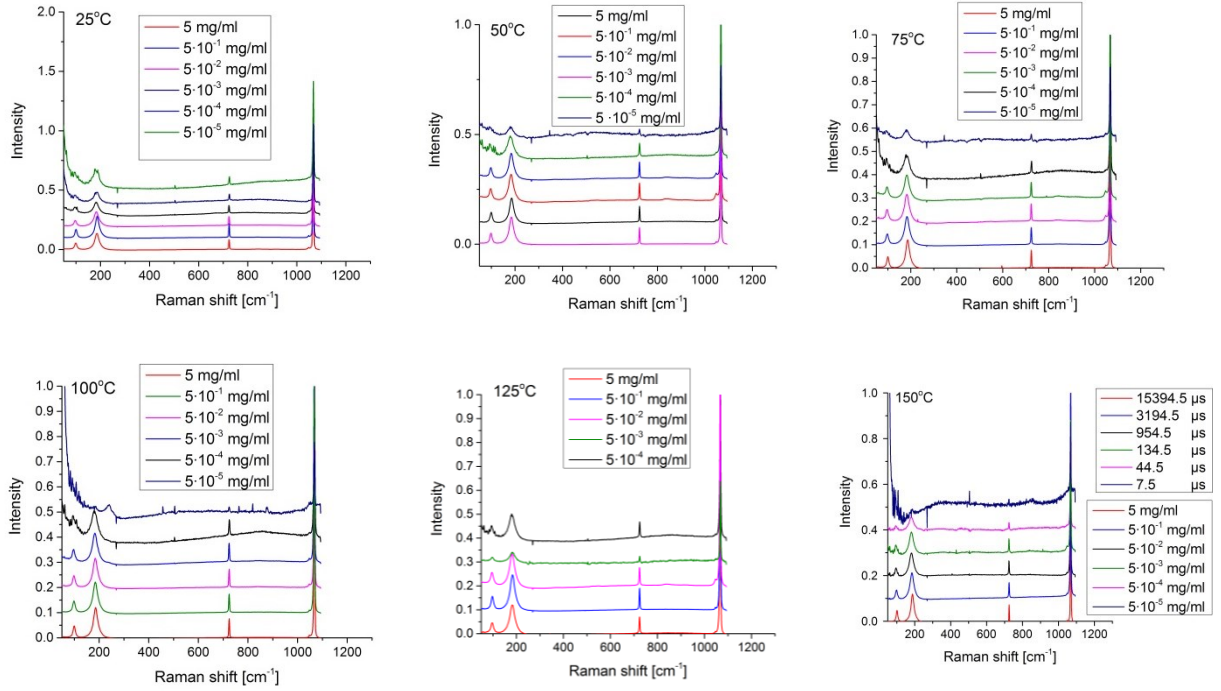 25°C
5 mg/ml
5·10⁻¹ mg/ml
5·10⁻² mg/ml
5·10⁻³ mg/ml
5·10⁻⁴ mg/ml
5·10⁻⁵ mg/ml
Intensity
2.0
1.5
1.0
0.5
0.0
200 400 600 800 1000 1200
Raman shift [cm⁻¹]
50°C
5 mg/ml
5·10⁻¹ mg/ml
5·10⁻² mg/ml
5·10⁻³ mg/ml
5·10⁻⁴ mg/ml
5 ·10⁻⁵ mg/ml
Intensity
1.0
0.5
0.0
200 400 600 800 1000 1200
Raman shift [cm⁻¹]
75°C
5 mg/ml
5·10⁻¹ mg/ml
5·10⁻² mg/ml
5·10⁻³ mg/ml
5·10⁻⁴ mg/ml
5·10⁻⁵ mg/ml
Intensity
1.0
0.9
0.8
0.7
0.6
0.5
0.4
0.3
0.2
0.1
0.0
200 400 600 800 1000 1200
Raman shift [cm⁻¹]
100°C
5 mg/ml
5·10⁻¹ mg/ml
5·10⁻² mg/ml
5·10⁻³ mg/ml
5·10⁻⁴ mg/ml
5·10⁻⁵ mg/ml
Intensity
1.0
0.9
0.8
0.7
0.6
0.5
0.4
0.3
0.2
0.1
0.0
200 400 600 800 1000 1200
Raman shift [cm⁻¹]
125°C
5 mg/ml
5·10⁻¹ mg/ml
5·10⁻² mg/ml
5·10⁻³ mg/ml
5·10⁻⁴ mg/ml
Intensity
1.0
0.9
0.8
0.7
0.6
0.5
0.4
0.3
0.2
0.1
0.0
200 400 600 800 1000 1200
Raman shift [cm⁻¹]
150°C
15394.5 µs
3194.5 µs
954.5 µs
134.5 µs
44.5 µs
7.5 µs
5 mg/ml
5·10⁻¹ mg/ml
5·10⁻² mg/ml
5·10⁻³ mg/ml
5·10⁻⁴ mg/ml
5·10⁻⁵ mg/ml
Intensity
1.0
0.9
0.8
0.7
0.6
0.5
0.4
0.3
0.2
0.1
0.0
200 400 600 800 1000 1200
Raman shift [cm⁻¹]